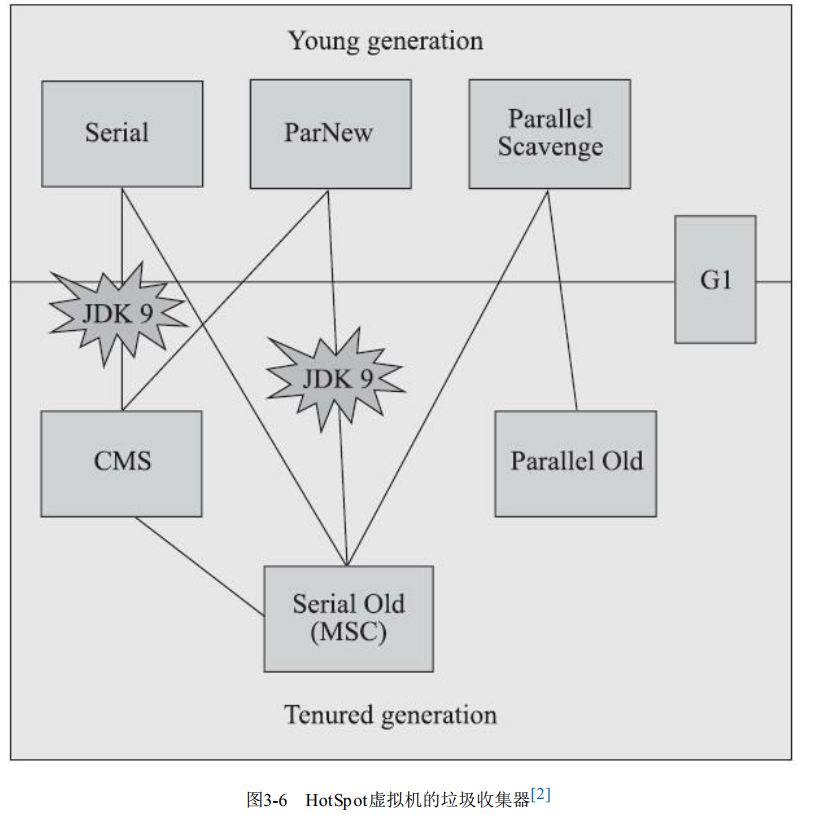 Young generation
Serial
ParNew
Parallel
Scavenge
G1
JDK 9
JDK 9
CMS
Parallel Old
Serial Old
(MSC)
Tenured generation
图3-6 HotSpot虚拟机的垃圾收集器[2]